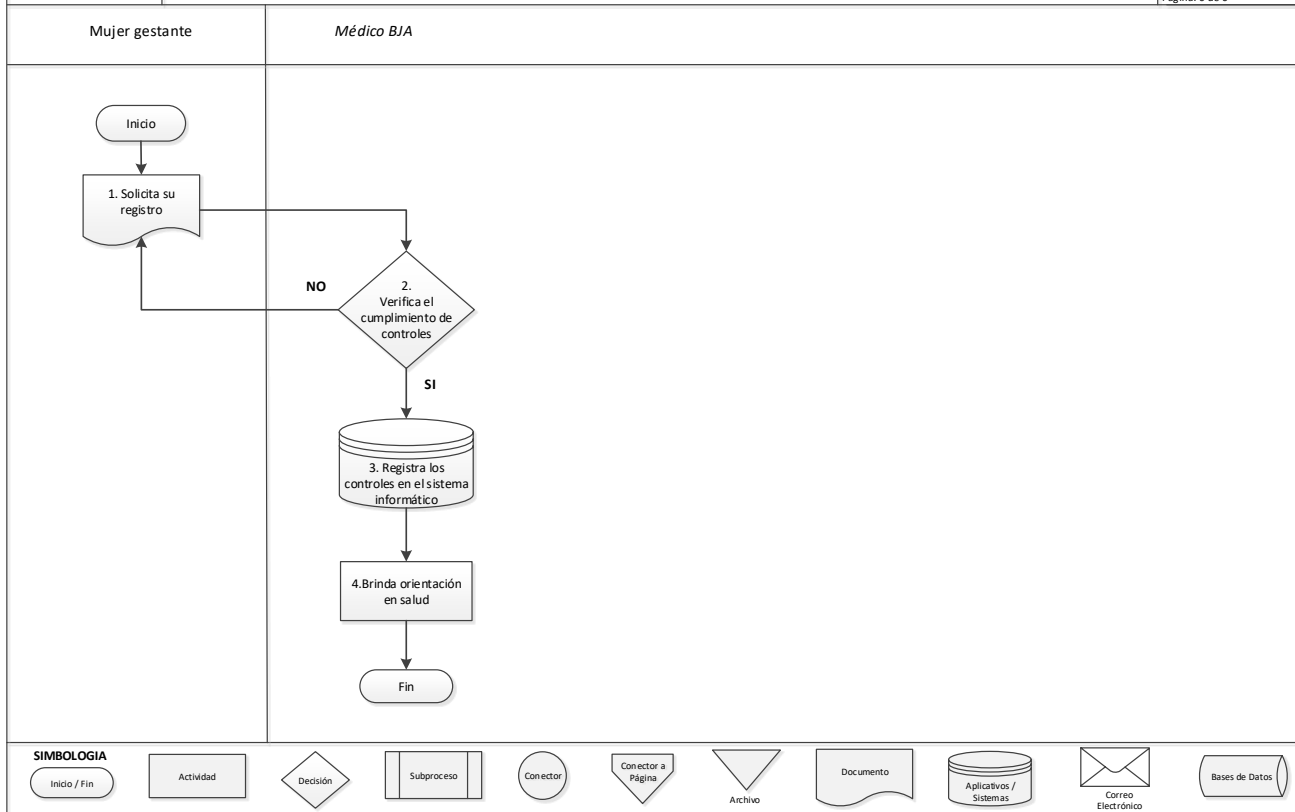 Mujer gestante
Médico BJA
Inicio
1. Solicita su
registro
NO
2.
Verifica el
cumplimiento de
controles
SI
3. Registra los
controles en el sistema
informático
4.Brinda orientación
en salud
Fin
SIMBOLOGIA
Inicio / Fin
Actividad
Decisión
Subproceso
Conector
Conector a
Página
Archivo
Documento
Aplicativos /
Sistemas
Correo
Electrónico
Bases de Datos